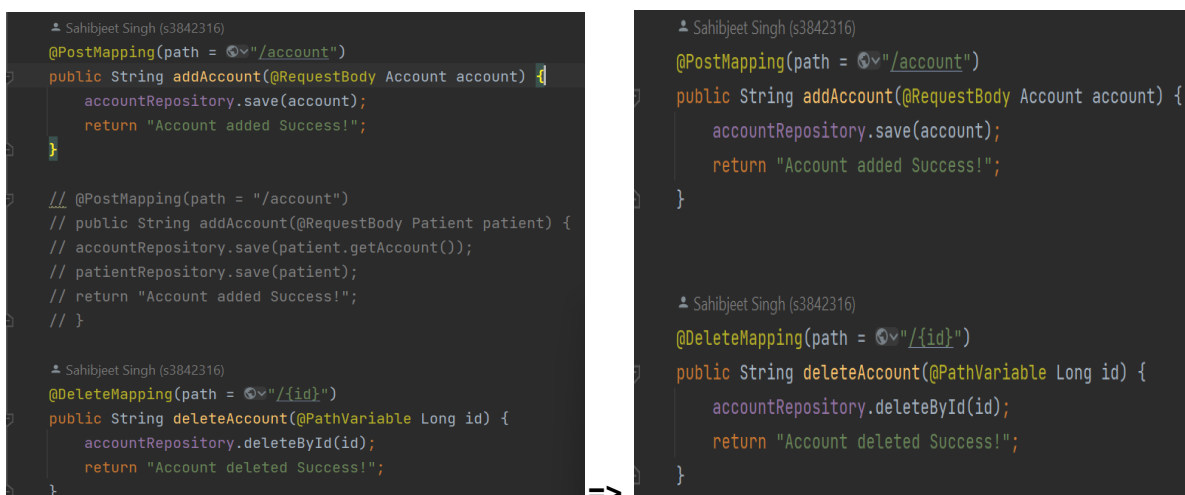 Sahibjeet Singh (s3842316)
@PostMapping(path = "/account")
public String addAccount(@RequestBody Account account) {
accountRepository.save(account);
return "Account added Success!";
}
// @PostMapping(path = "/account")
// public String addAccount(@RequestBody Patient patient) {
// accountRepository.save(patient.getAccount());
// patientRepository.save(patient);
// return "Account added Success!";
// }
Sahibjeet Singh (s3842316)
@DeleteMapping(path = "/{id}")
public String deleteAccount(@PathVariable Long id) {
accountRepository.deleteById(id);
return "Account deleted Success!";
}
=>
Sahibjeet Singh (s3842316)
@PostMapping(path = "/account")
public String addAccount(@RequestBody Account account) {
accountRepository.save(account);
return "Account added Success!";
}
Sahibjeet Singh (s3842316)
@DeleteMapping(path = "/{id}")
public String deleteAccount(@PathVariable Long id) {
accountRepository.deleteById(id);
return "Account deleted Success!";
}